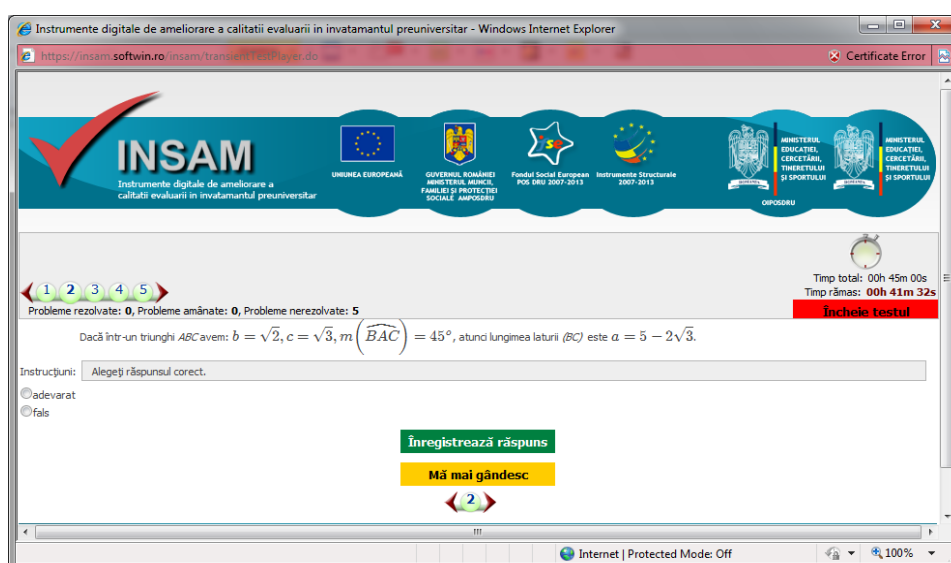 Instrumente digitale de ameliorare a calitatii evaluarii in invatamantul preuniversitar - Windows Internet Explorer
https://insam.softwin.ro/insam/transientTestPlayer.do
Certificate Error
INSAM
Instrumente digitale de ameliorare a
calitatii evaluarii in invatamantul preuniversitar
UNIUNEA EUROPEANĂ
GUVERNUL ROMÂNIEI
MINISTERUL MUNCII,
FAMILIEI ȘI PROTECȚIEI
SOCIALE AMPOSDRU
Fondul Social European
POS DRU 2007-2013
Instrumente Structurale
2007-2013
OIPOSDRU
MINISTERUL
EDUCAȚIEI,
CERCETĂRII,
TINERETULUI
ȘI SPORTULUI
MINISTERUL
EDUCAȚIEI,
CERCETĂRII,
TINERETULUI
ȘI SPORTULUI
Timp total: 00h 45m 00s
Timp rămas: 00h 41m 32s
Încheie testul
1 2 3 4 5
Probleme rezolvate: 0, Probleme amânate: 0, Probleme nerezolvate: 5
Dacă într-un triunghi ABC avem: b = √2, c = √3, m(BAC) = 45°, atunci lungimea laturii (BC) este a = 5 − 2√3.
Instrucțiuni: Alegeți răspunsul corect.
adevarat
fals
Înregistrează răspuns
Mă mai gândesc
2
Internet | Protected Mode: Off
100%